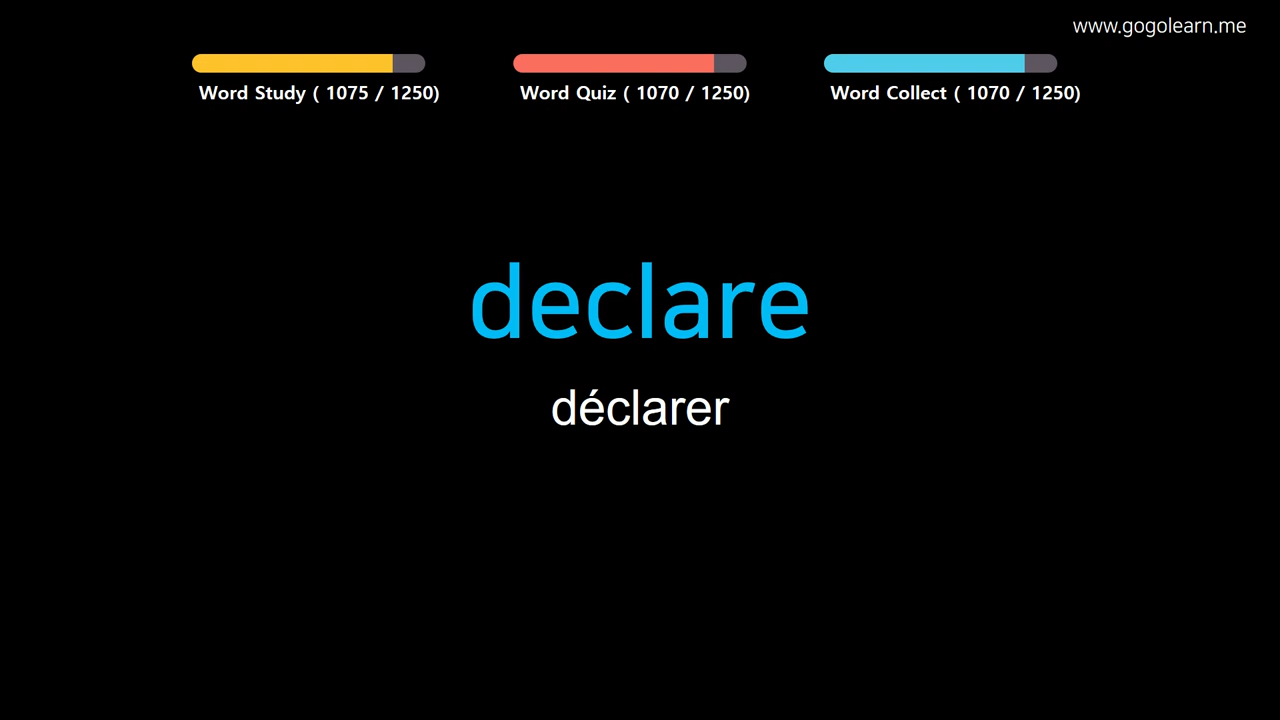 www.gogolearn.me
Word Study ( 1075 / 1250)
Word Quiz ( 1070 / 1250)
Word Collect ( 1070 / 1250)
declare
déclarer